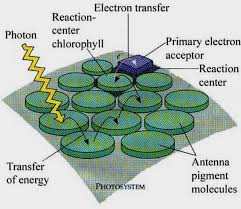 Electron transfer
Reaction-
center
chlorophyll
Photon
Primary electron
acceptor
Reaction
center
Transfer
of energy
Antenna
pigment
molecules
PHOTOSYSTEM